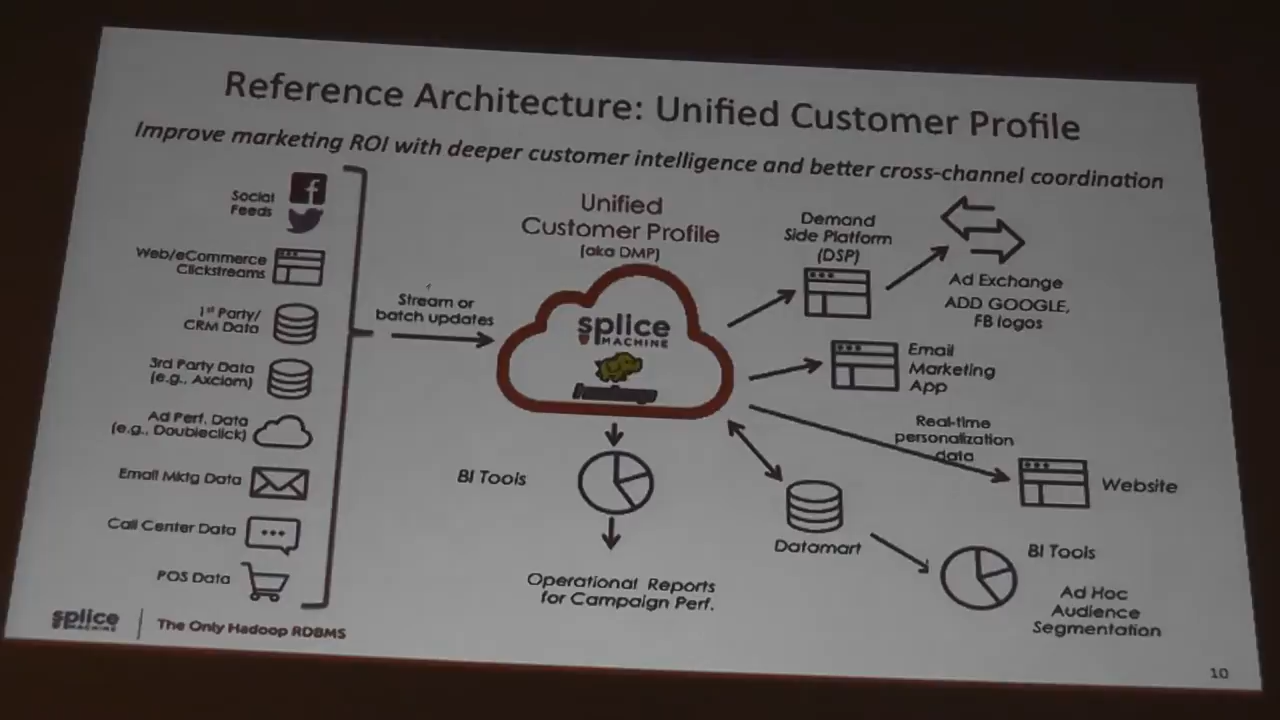 Reference Architecture: Unified Customer Profile
Improve marketing ROI with deeper customer intelligence and better cross-channel coordination
Social
Feeds
f
Web/eCommerce
Clickstreams
1st Party/
CRM Data
3rd Party Data
(e.g., Axciom)
Ad Perf. Data
(e.g., Doubleclick)
Email Mktg Data
Call Center Data
POS Data
Stream or
batch updates
Unified
Customer Profile
(aka DMP)
splice
MACHINE
BI Tools
Operational Reports
for Campaign Perf.
Demand
Side Platform
(DSP)
Ad Exchange
ADD GOOGLE,
FB logos
Email
Marketing
App
Real-time
personalization
data
Website
Datamart
BI Tools
Ad Hoc
Audience
Segmentation
splice
MACHINE
The Only Hadoop RDBMS
10